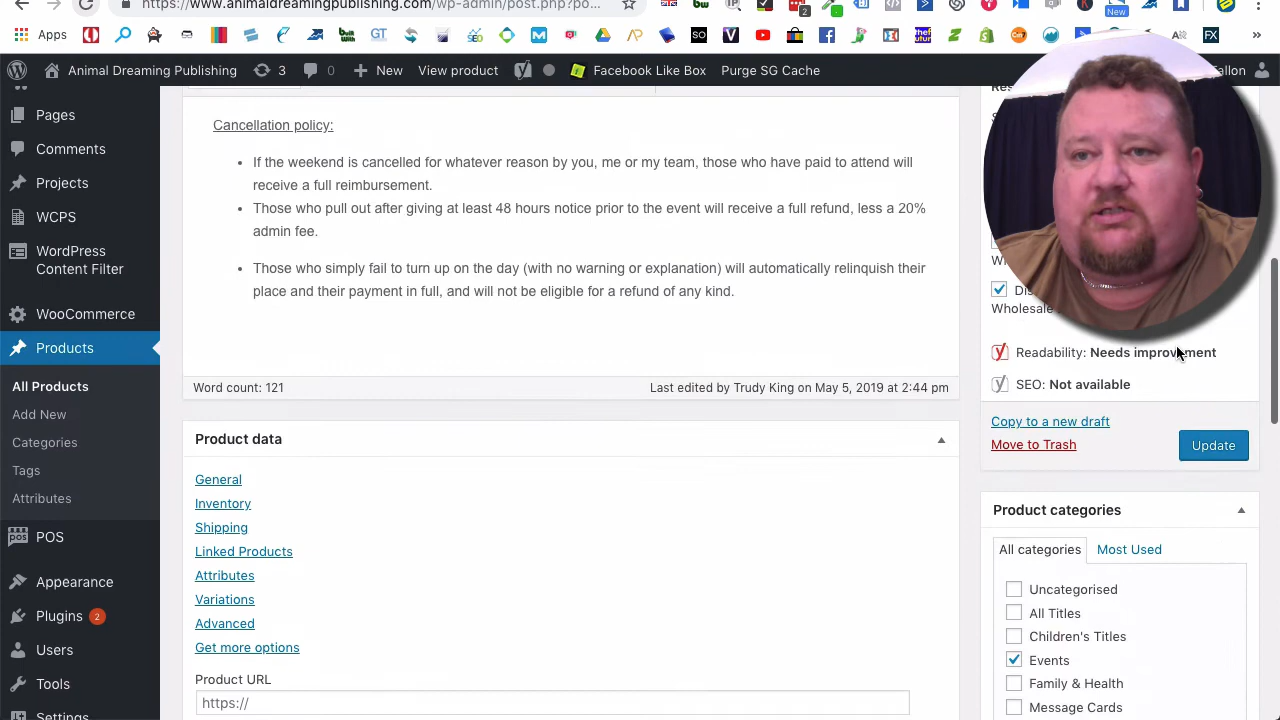 https://www.animaldreamingpublishing.com/wp-admin/post.php?po...
2
New
Apps
GT
SO
V
FX
»
Animal Dreaming Publishing
3
0
New
View product
Facebook Like Box
Purge SG Cache
allon
Pages
Comments
Projects
WCPS
WordPress
Content Filter
WooCommerce
Products
All Products
Add New
Categories
Tags
Attributes
POS
Appearance
Plugins 2
Users
Tools
Settings
Cancellation policy:
• If the weekend is cancelled for whatever reason by you, me or my team, those who have paid to attend will
receive a full reimbursement.
• Those who pull out after giving at least 48 hours notice prior to the event will receive a full refund, less a 20%
admin fee.
• Those who simply fail to turn up on the day (with no warning or explanation) will automatically relinquish their
place and their payment in full, and will not be eligible for a refund of any kind.
Word count: 121
Last edited by Trudy King on May 5, 2019 at 2:44 pm
Product data
General
Inventory
Shipping
Linked Products
Attributes
Variations
Advanced
Get more options
Product URL
https://
Wholesale
Readability: Needs improvement
SEO: Not available
Copy to a new draft
Move to Trash
Update
Product categories
All categories
Most Used
Uncategorised
All Titles
Children's Titles
Events
Family & Health
Message Cards